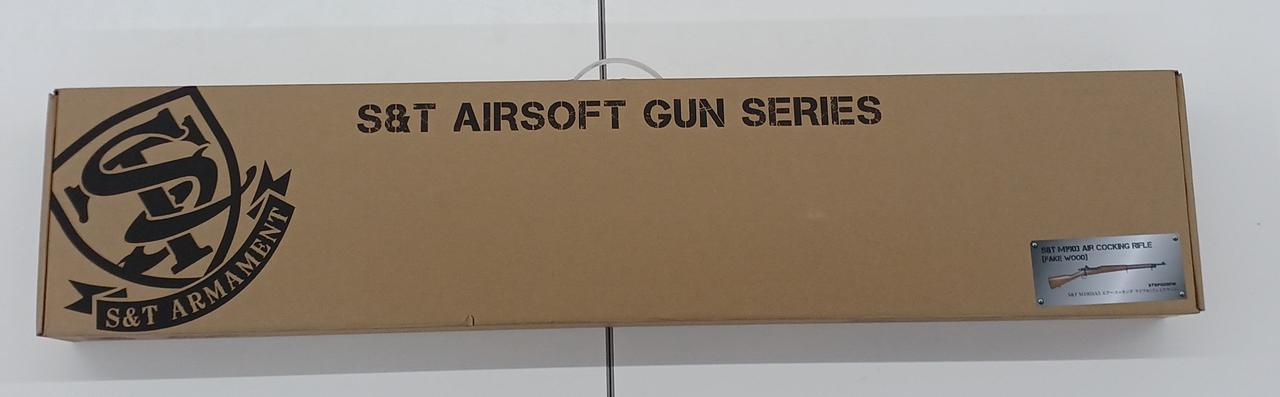 S&T AIRSOFT GUN SERIES
S&T ARMAMENT
S&T M1903 AIR COCKING RIFLE
(FAKE WOOD)